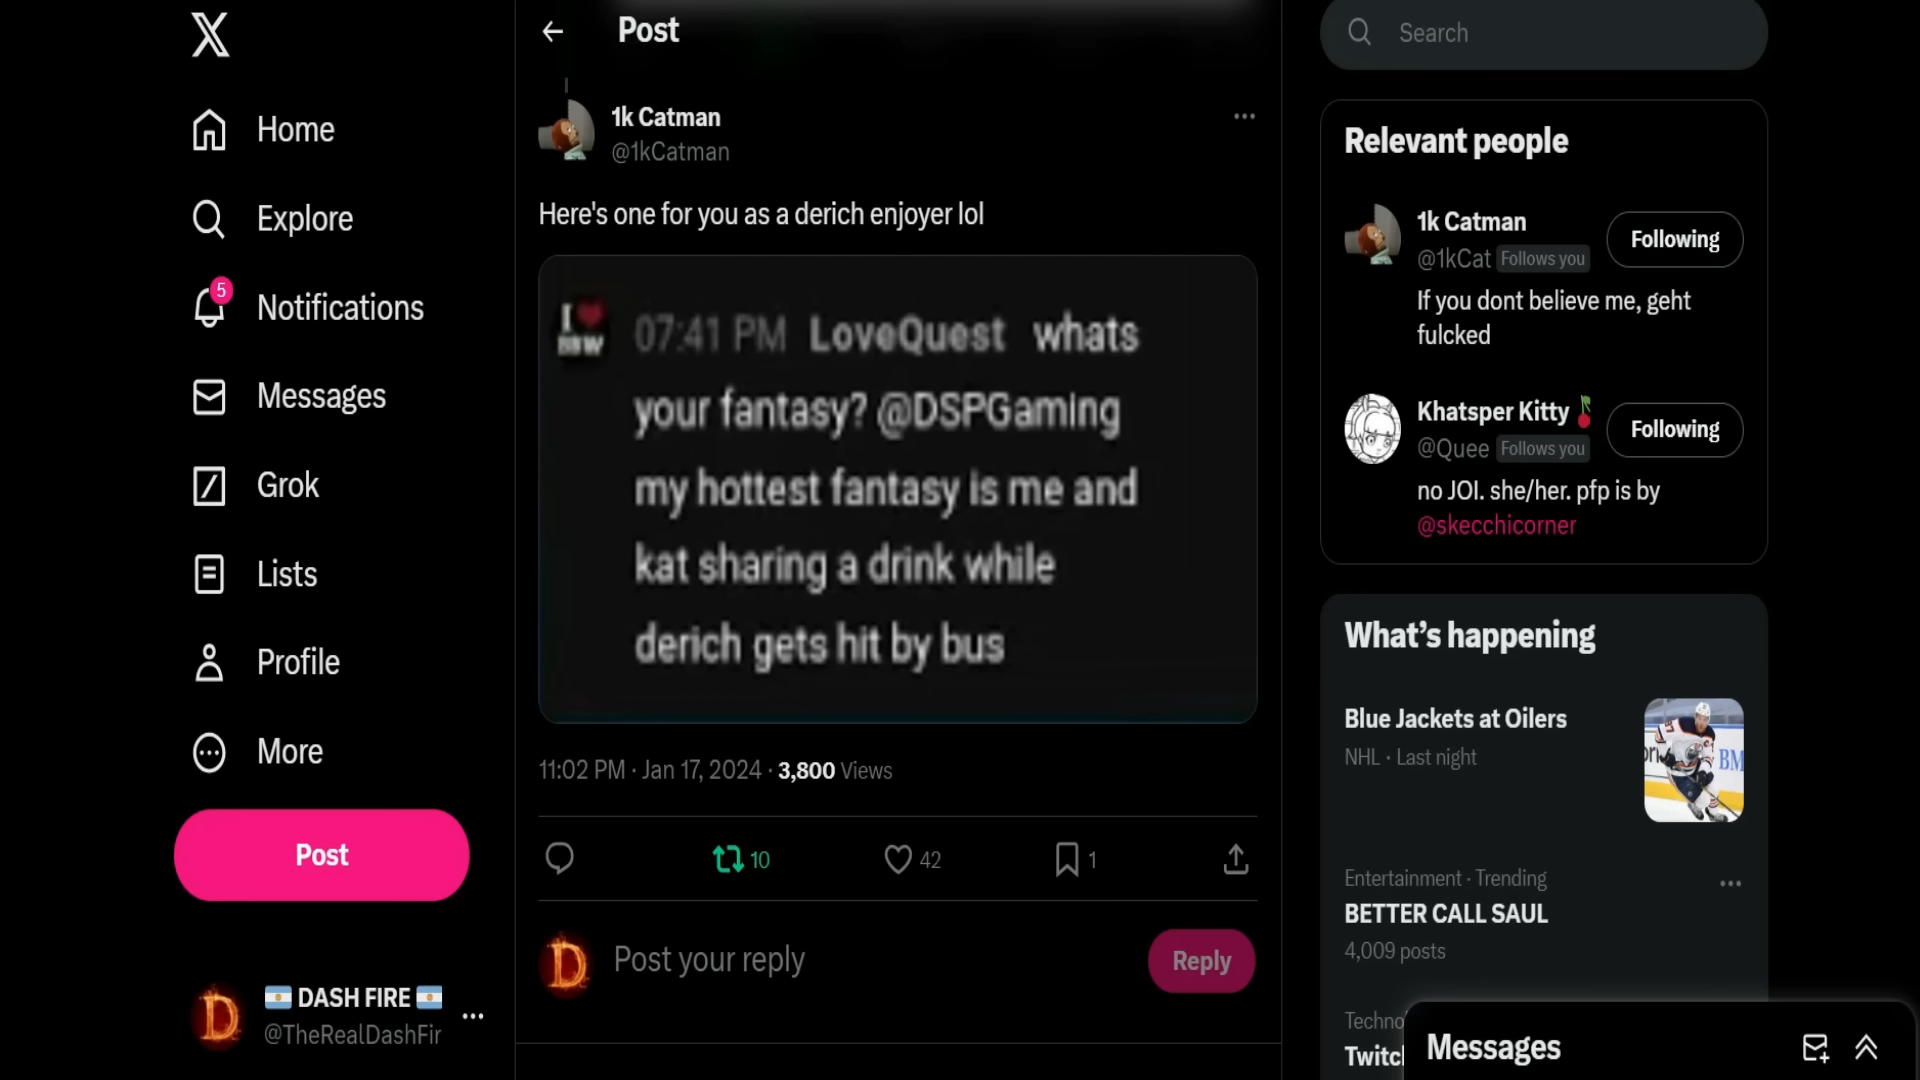 Home
Explore
5
Notifications
Messages
Grok
Lists
Profile
More
Post
DASH FIRE
@TheRealDashFir
Post
1k Catman
@1kCatman
Here's one for you as a derich enjoyer lol
I ❤ BBW
07:41 PM LoveQuest whats
your fantasy? @DSPGaming
my hottest fantasy is me and
kat sharing a drink while
derich gets hit by bus
11:02 PM · Jan 17, 2024 · 3,800 Views
10
42
1
D
Post your reply
Reply
Search
Relevant people
1k Catman
@1kCat Follows you
Following
If you dont believe me, geht
fulcked
Khatsper Kitty
@Quee Follows you
Following
no JOI. she/her. pfp is by
@skecchicorner
What's happening
Blue Jackets at Oilers
NHL · Last night
Entertainment · Trending
BETTER CALL SAUL
4,009 posts
Techno
Twitcl
Messages